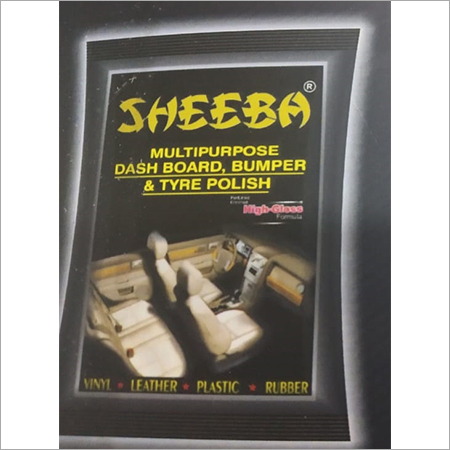 SHEEBA®
MULTIPURPOSE
DASH BOARD, BUMPER
& TYRE POLISH
High-Gloss
Formula
VINYL ★ LEATHER ★ PLASTIC ★ RUBBER